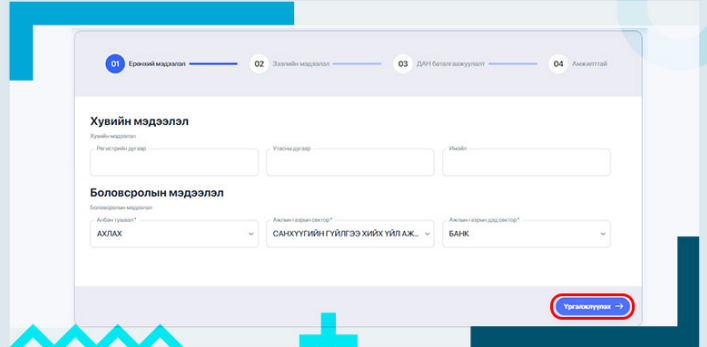 01 Ерөнхий мэдээлэл 02 Зээлийн мэдээлэл 03 ДАН баталгаажуулалт 04 Амжилттай
Хувийн мэдээлэл
Хувийн мэдээлэл
Регистрийн дугаар Утасны дугаар Имэйл
Боловсролын мэдээлэл
Боловсролын мэдээлэл
Албан тушаал* Ажлын газрын сектор* Ажлын газрын дэд сектор*
АХЛАХ САНХҮҮГИЙН ГҮЙЛГЭЭ ХИЙХ ҮЙЛ АЖ... БАНК
Үргэлжлүүлэх →